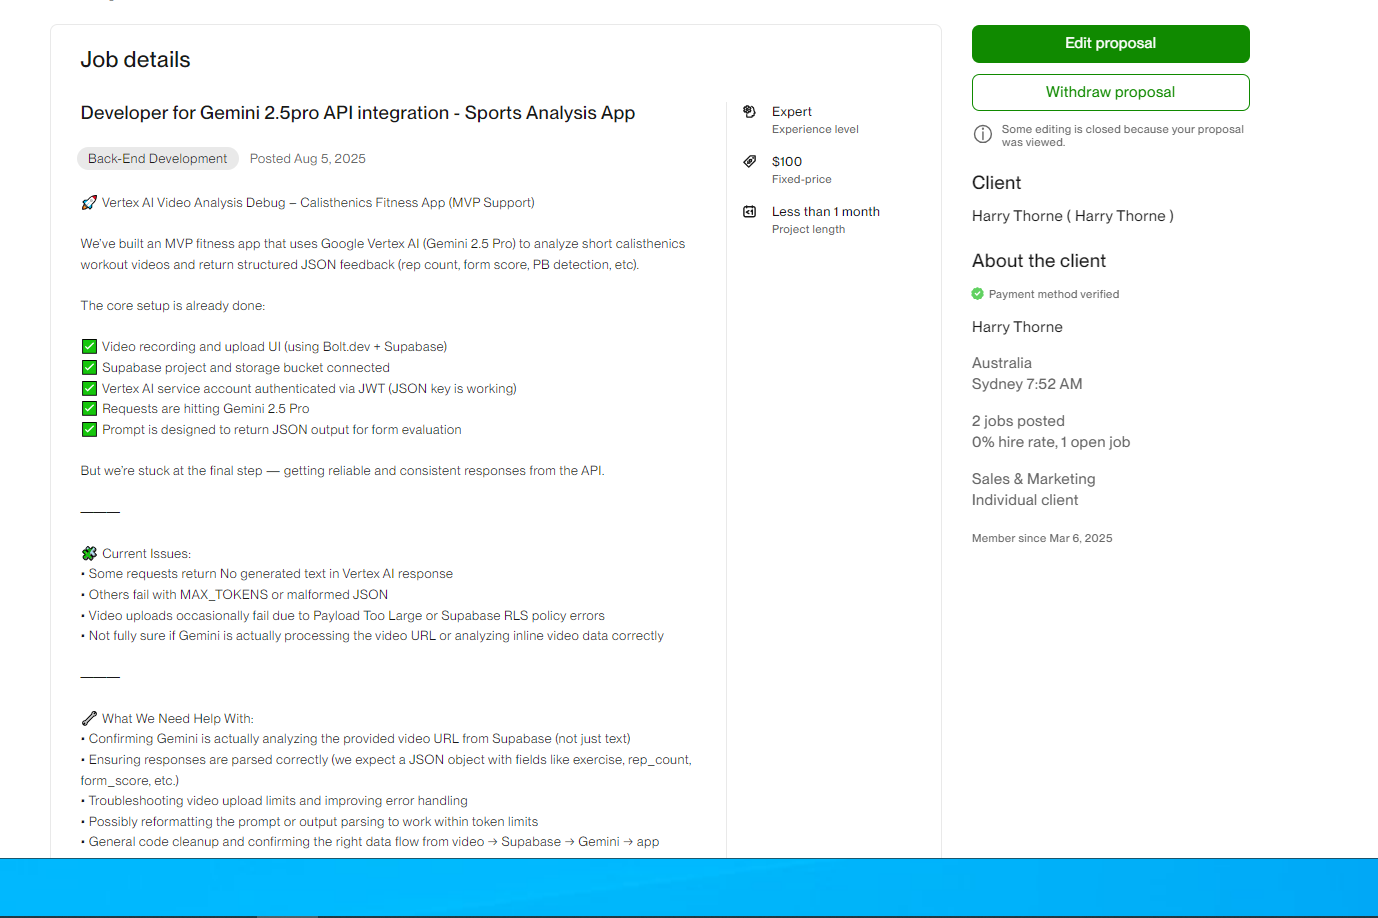 Job details
Developer for Gemini 2.5pro API integration - Sports Analysis App
Back-End Development Posted Aug 5, 2025
🚀 Vertex AI Video Analysis Debug – Calisthenics Fitness App (MVP Support)
We've built an MVP fitness app that uses Google Vertex AI (Gemini 2.5 Pro) to analyze short calisthenics
workout videos and return structured JSON feedback (rep count, form score, PB detection, etc).
The core setup is already done:
✅ Video recording and upload UI (using Bolt.dev + Supabase)
✅ Supabase project and storage bucket connected
✅ Vertex AI service account authenticated via JWT (JSON key is working)
✅ Requests are hitting Gemini 2.5 Pro
✅ Prompt is designed to return JSON output for form evaluation
But we're stuck at the final step — getting reliable and consistent responses from the API.
⸻
🧩 Current Issues:
• Some requests return No generated text in Vertex AI response
• Others fail with MAX_TOKENS or malformed JSON
• Video uploads occasionally fail due to Payload Too Large or Supabase RLS policy errors
• Not fully sure if Gemini is actually processing the video URL or analyzing inline video data correctly
⸻
🔧 What We Need Help With:
• Confirming Gemini is actually analyzing the provided video URL from Supabase (not just text)
• Ensuring responses are parsed correctly (we expect a JSON object with fields like exercise, rep_count,
form_score, etc.)
• Troubleshooting video upload limits and improving error handling
• Possibly reformatting the prompt or output parsing to work within token limits
• General code cleanup and confirming the right data flow from video → Supabase → Gemini → app
Expert
Experience level
$100
Fixed-price
Less than 1 month
Project length
Edit proposal
Withdraw proposal
Some editing is closed because your proposal
was viewed.
Client
Harry Thorne ( Harry Thorne )
About the client
Payment method verified
Harry Thorne
Australia
Sydney 7:52 AM
2 jobs posted
0% hire rate, 1 open job
Sales & Marketing
Individual client
Member since Mar 6, 2025